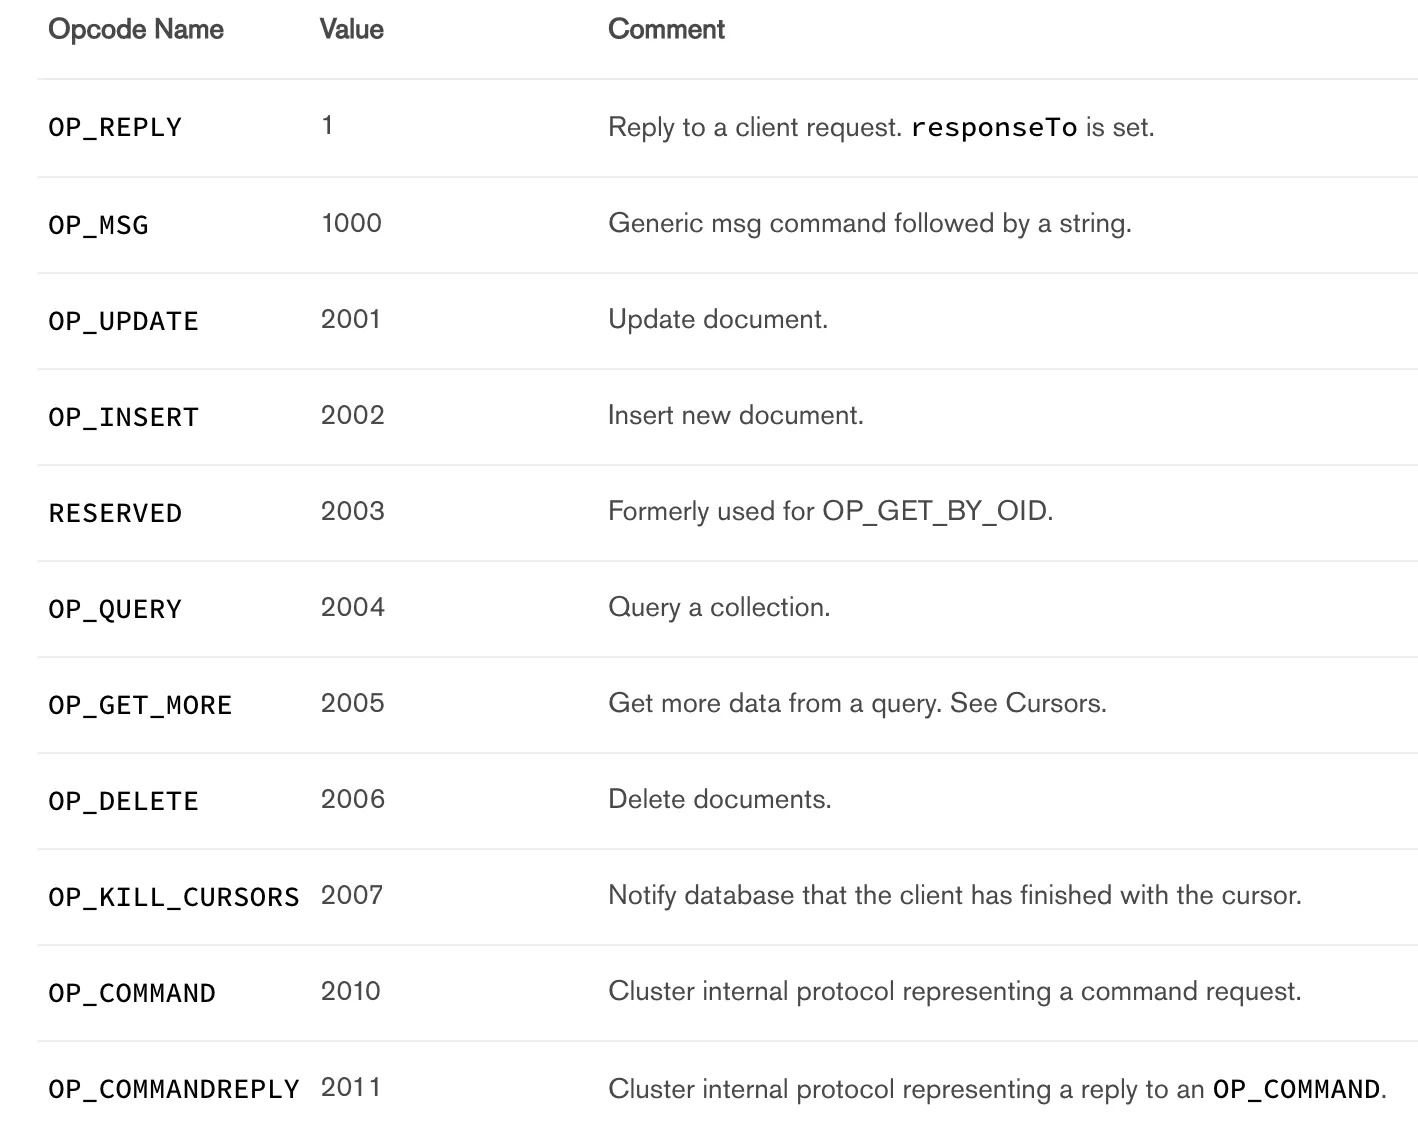 Opcode Name Value Comment
OP_REPLY 1 Reply to a client request. responseTo is set.
OP_MSG 1000 Generic msg command followed by a string.
OP_UPDATE 2001 Update document.
OP_INSERT 2002 Insert new document.
RESERVED 2003 Formerly used for OP_GET_BY_OID.
OP_QUERY 2004 Query a collection.
OP_GET_MORE 2005 Get more data from a query. See Cursors.
OP_DELETE 2006 Delete documents.
OP_KILL_CURSORS 2007 Notify database that the client has finished with the cursor.
OP_COMMAND 2010 Cluster internal protocol representing a command request.
OP_COMMANDREPLY 2011 Cluster internal protocol representing a reply to an OP_COMMAND.